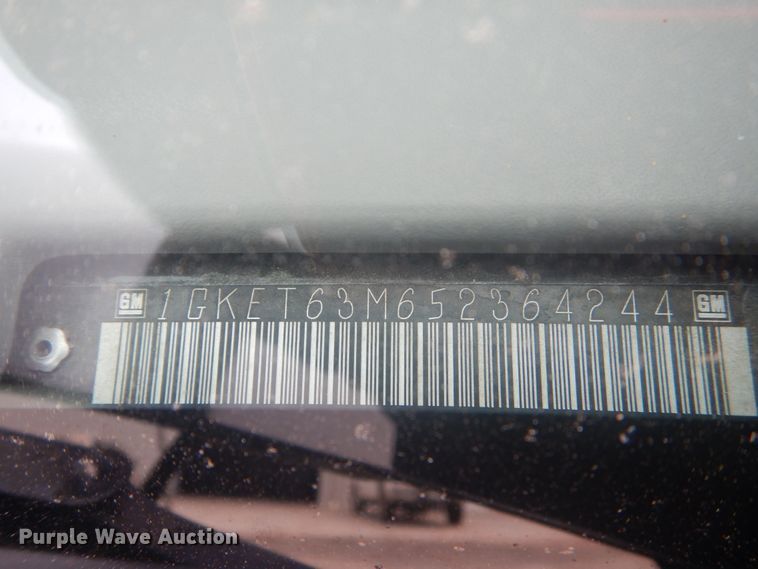 GM 1GKET63M652364244 GM
Purple Wave Auction